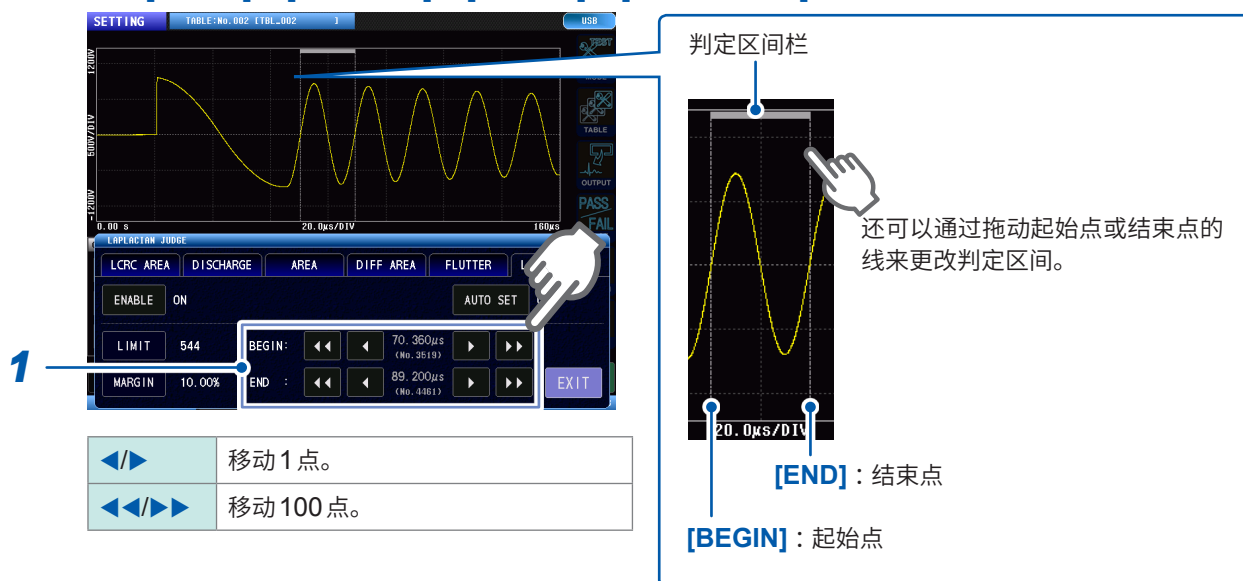 SETTING
TABLE:No.002 [TBL_002 ]
USB
TEST
MODE
TABLE
OUTPUT
PASS
FAIL
1200V
600V/DIV
-1200V
0.00 s
20.0µs/DIV
160µs
LAPLACIAN JUDGE
LCRC AREA
DISCHARGE
AREA
DIFF AREA
FLUTTER
ENABLE
ON
AUTO SET
LIMIT
544
BEGIN:
◀◀
◀
70.360µs
(No.3519)
▶
▶▶
MARGIN
10.00%
END :
◀◀
◀
89.200µs
(No.4461)
▶
▶▶
EXIT
1
◀/▶ 移动1点。
◀◀/▶▶ 移动100点。
判定区间栏
还可以通过拖动起始点或结束点的
线来更改判定区间。
20.0µs/DIV
[END]：结束点
[BEGIN]：起始点